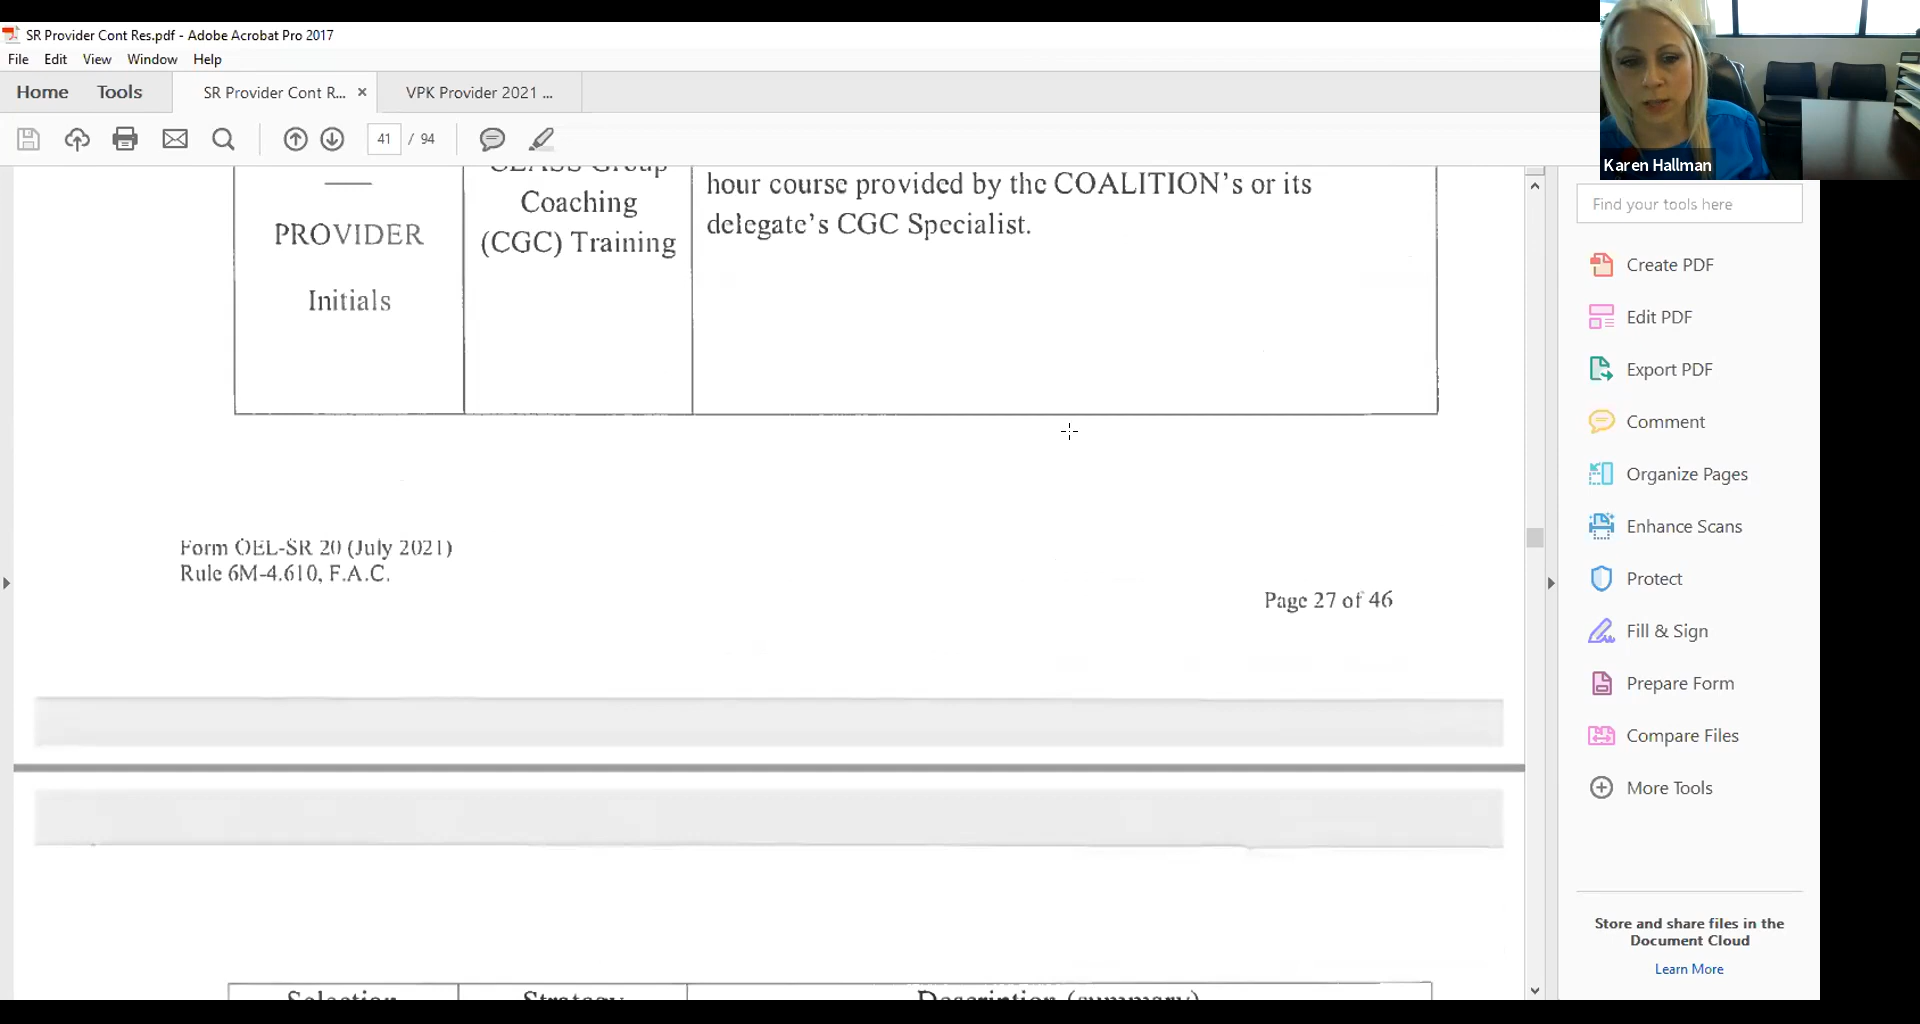 SR Provider Cont Res.pdf - Adobe Acrobat Pro 2017
File Edit View Window Help
Home Tools SR Provider Cont R... × VPK Provider 2021 ...
41 / 94
Karen Hallman
CLASS Group
Coaching
(CGC) Training
PROVIDER
Initials
hour course provided by the COALITION's or its
delegate's CGC Specialist.
Form OEL-SR 20 (July 2021)
Rule 6M-4.610, F.A.C.
Page 27 of 46
Selection Strategy Description (summary)
Find your tools here
Create PDF
Edit PDF
Export PDF
Comment
Organize Pages
Enhance Scans
Protect
Fill & Sign
Prepare Form
Compare Files
More Tools
Store and share files in the
Document Cloud
Learn More